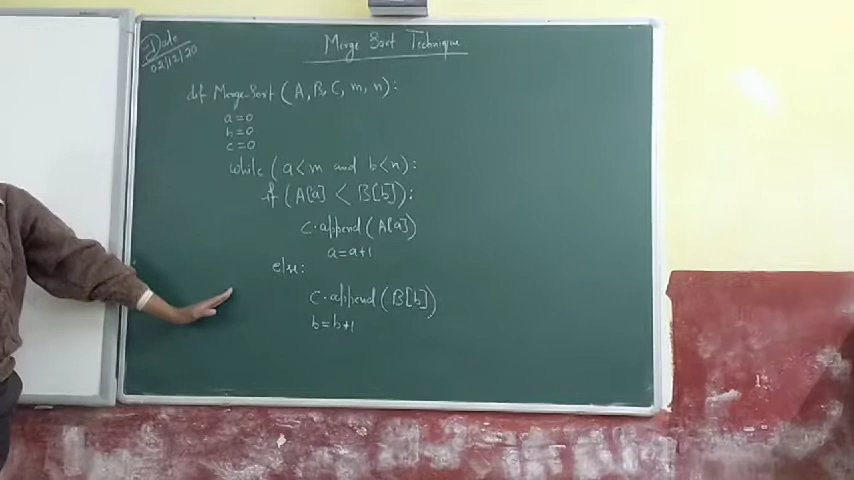 Date
02/12/20
Merge Sort Technique
def Merge-Sort (A, B, C, m, n):
a=0
b=0
c=0
while (a<m and b<n):
if (A[a] < B[b]):
C.append (A[a])
a=a+1
else:
C.append (B[b])
b=b+1